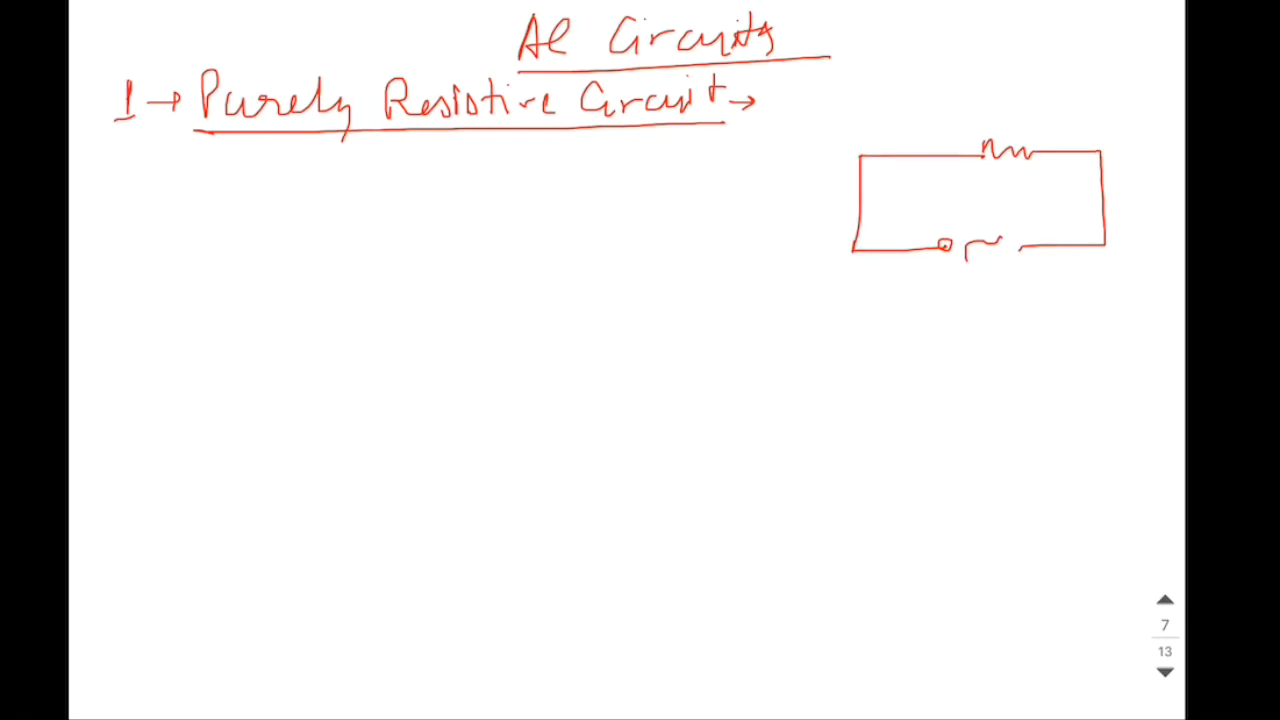 AC Circuits
1 → Purely Resistive Circuit →
7
13